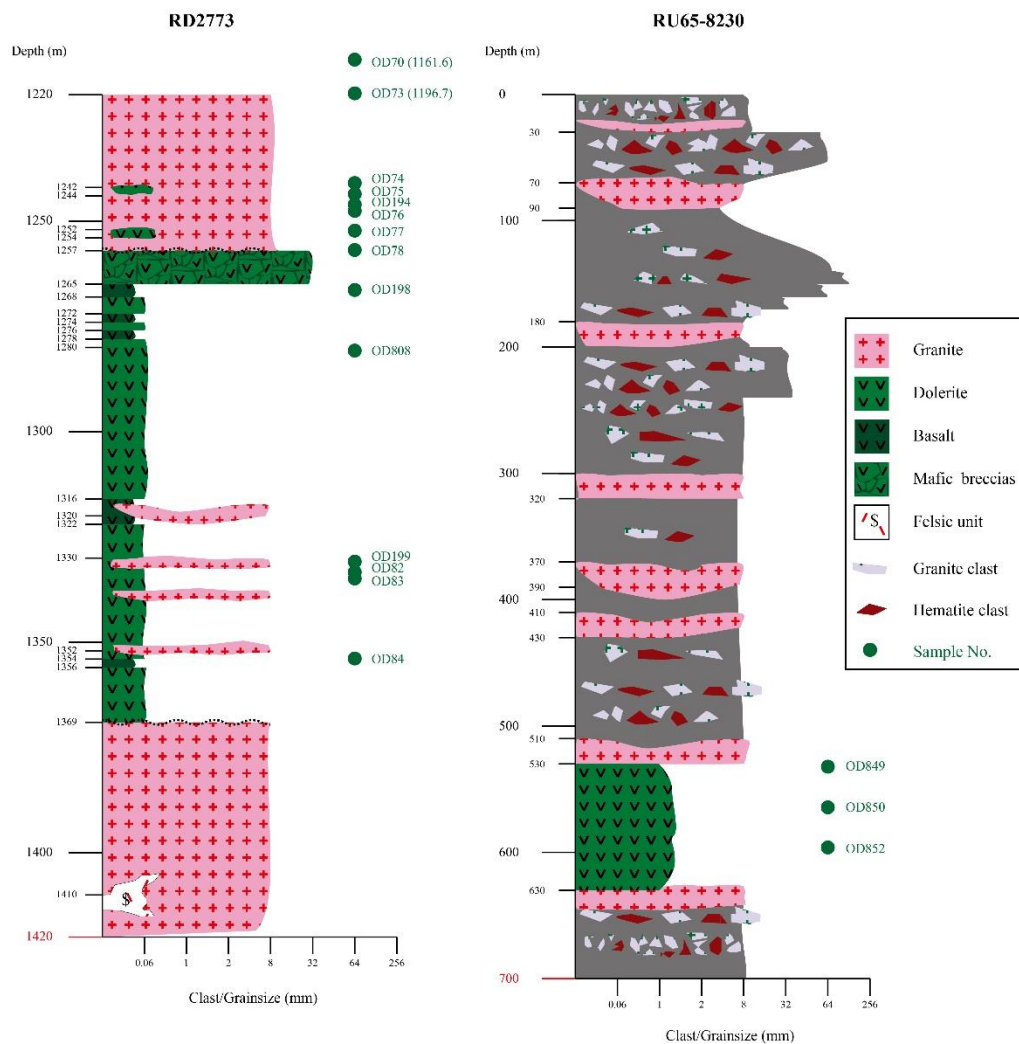 RD2773
Depth (m)
OD70 (1161.6)
1220
OD73 (1196.7)
OD74
1242
OD75
1244
OD194
OD76
1250
1252
OD77
1254
1257
OD78
1265
OD198
1268
1272
1274
1276
1278
1280
OD808
1300
1316
1320
1322
1330
OD199
OD82
OD83
1350
1352
1354
OD84
1356
1369
1400
1410
S
1420
0.06 1 2 8 32 64 256
Clast/Grainsize (mm)
RU65-8230
Depth (m)
0
30
70
90
100
180
200
300
320
370
390
400
410
430
500
510
530
OD849
OD850
600
OD852
630
700
0.06 1 2 8 32 64 256
Clast/Grainsize (mm)
Granite
Dolerite
Basalt
Mafic breccias
S
Felsic unit
Granite clast
Hematite clast
Sample No.